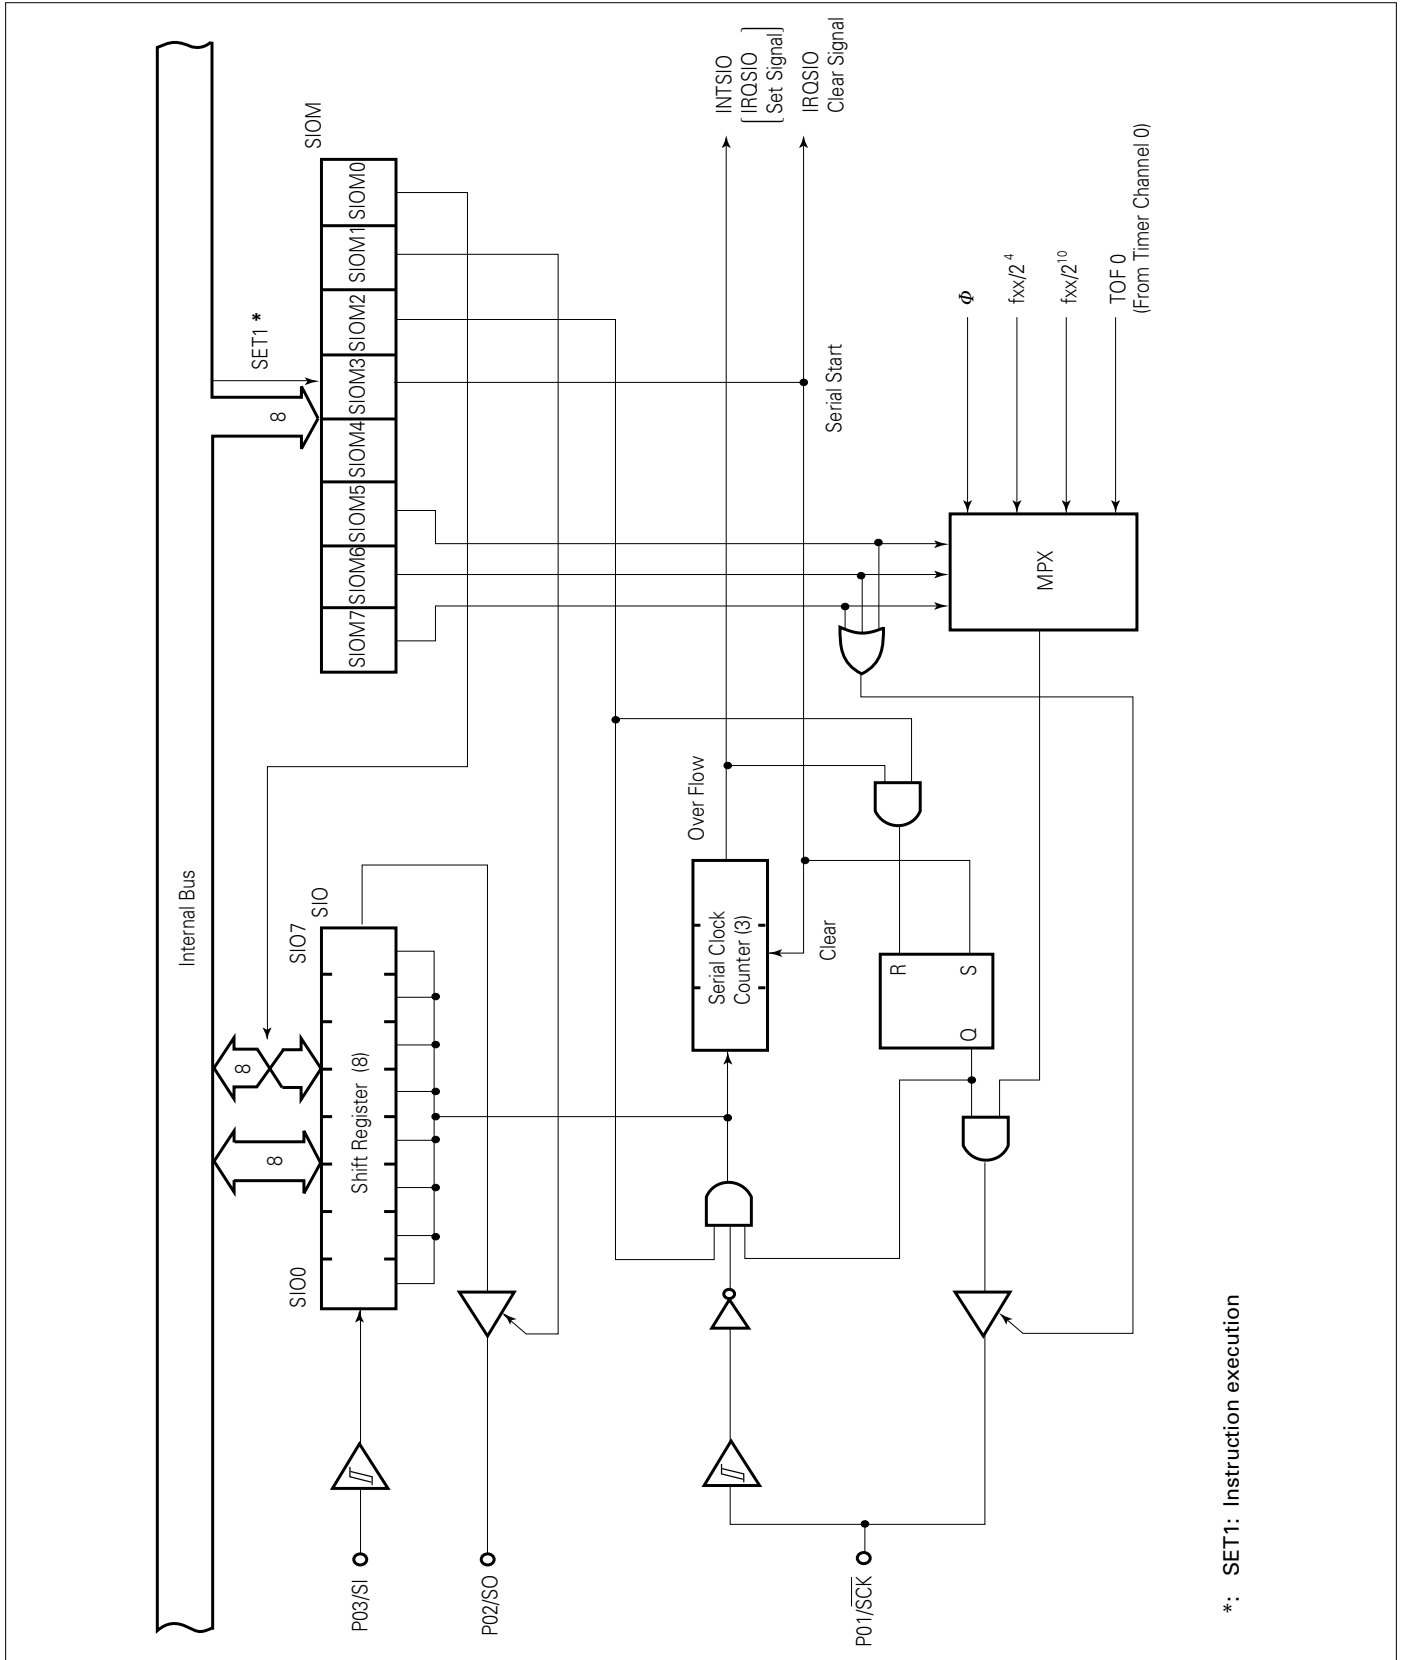 Internal Bus
SET1 *
8
8
8
SIOM
SIOM7
SIOM6
SIOM5
SIOM4
SIOM3
SIOM2
SIOM1
SIOM0
SIO0
SIO7
SIO
Shift Register (8)
P03/SI
P02/SO
P01/SCK
Over Flow
Serial Clock
Counter (3)
Clear
INTSIO
IRQSIO
Set Signal
IRQSIO
Clear Signal
Serial Start
R
S
Q
MPX
Φ
fxx/2⁴
fxx/2¹⁰
TOF 0
(From Timer Channel 0)
*: SET1: Instruction execution